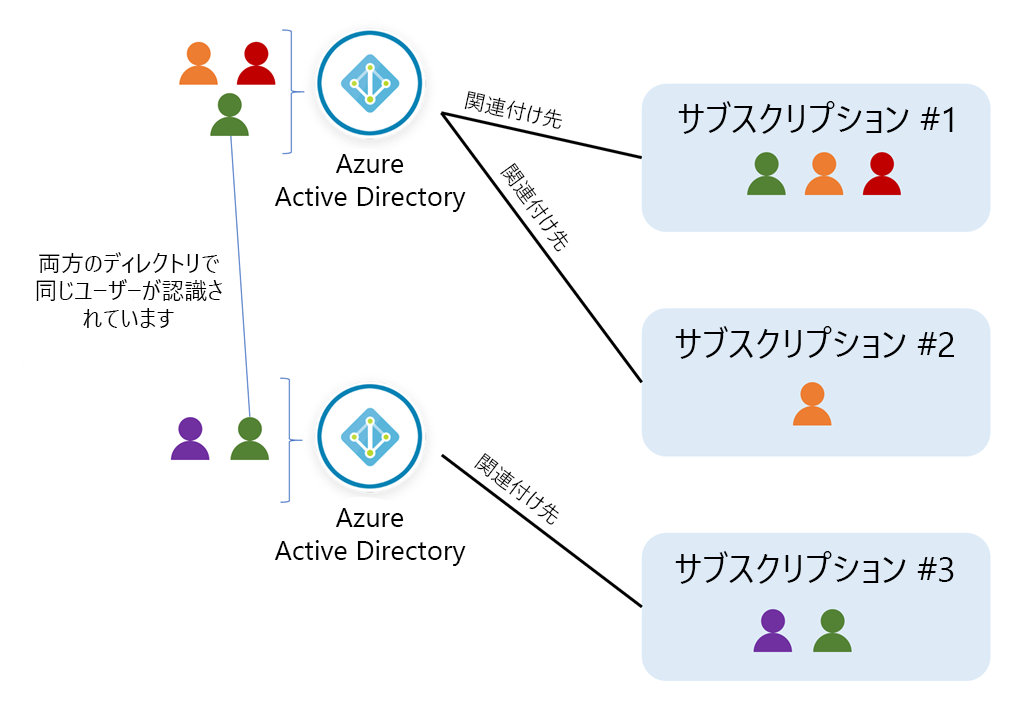 Azure
Active Directory
関連付け先
関連付け先
サブスクリプション #1
両方のディレクトリで
同じユーザーが認識さ
れています
サブスクリプション #2
Azure
Active Directory
関連付け先
サブスクリプション #3